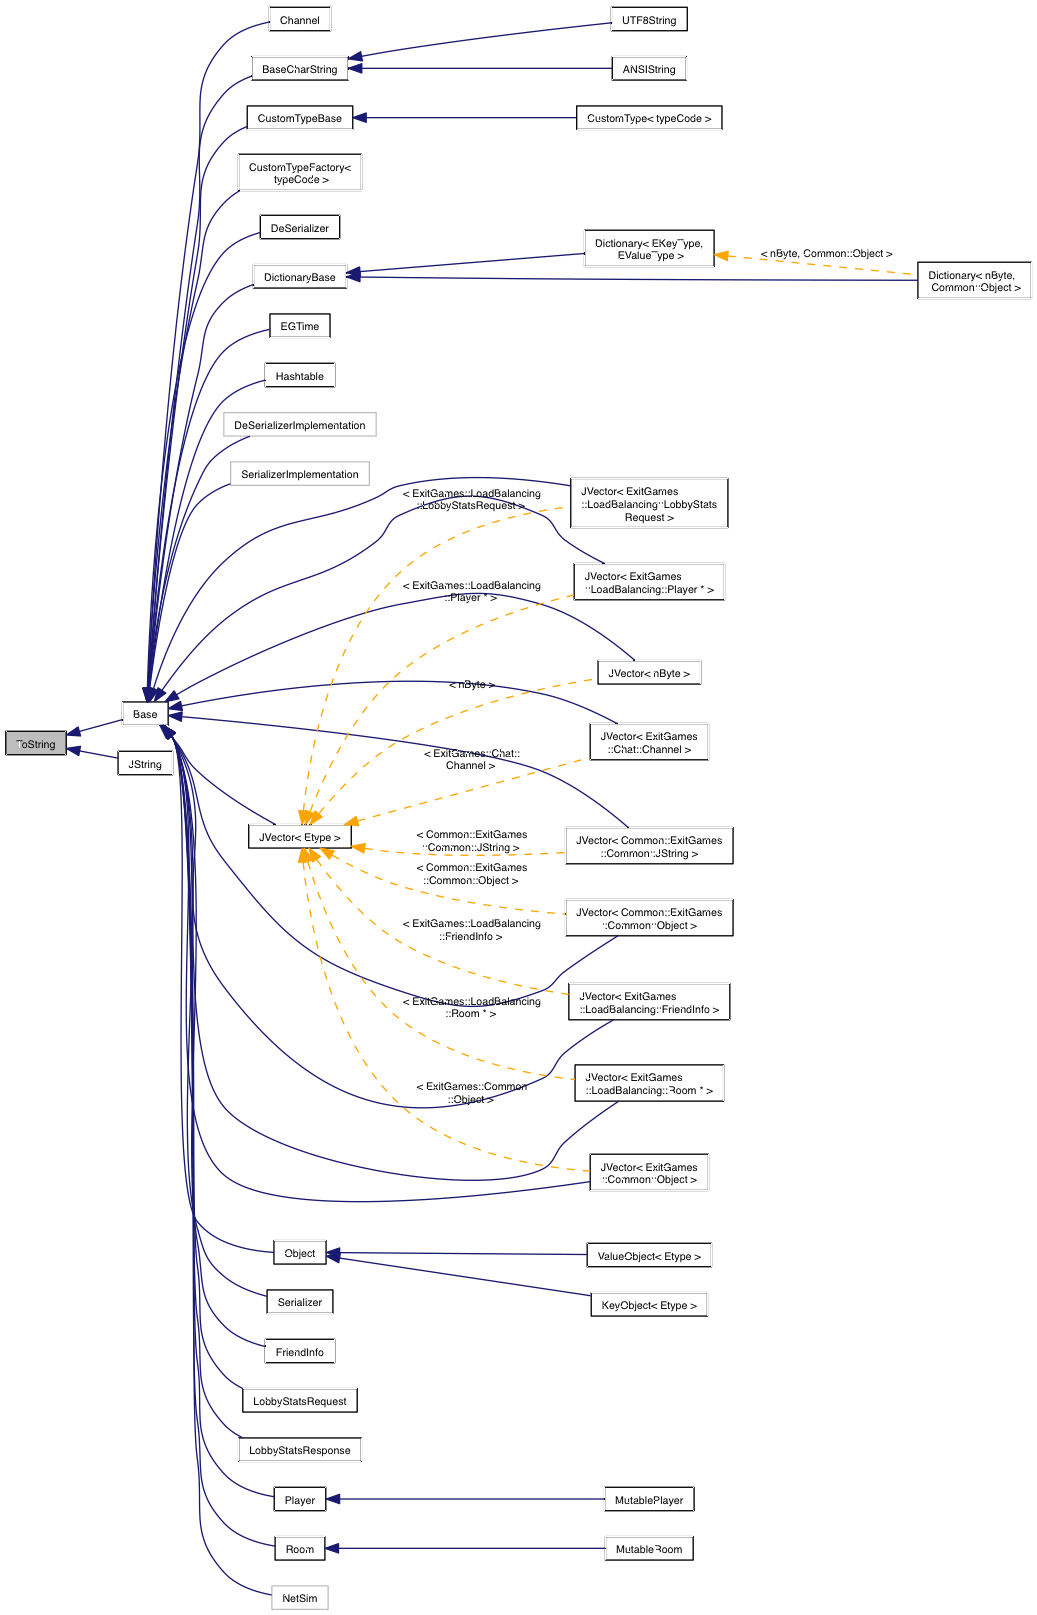 Channel
UTF8String
BaseCharString
ANSIString
CustomTypeBase
CustomType< typeCode >
CustomTypeFactory<
typeCode >
DeSerializer
Dictionary< EKeyType,
EValueType >
< nByte, Common::Object >
DictionaryBase
Dictionary< nByte,
Common::Object >
EGTime
Hashtable
DeSerializerImplementation
SerializerImplementation
< ExitGames::LoadBalancing
::LobbyStatsRequest >
JVector< ExitGames
::LoadBalancing::LobbyStats
Request >
< ExitGames::LoadBalancing
::Player * >
JVector< ExitGames
::LoadBalancing::Player * >
< nByte >
JVector< nByte >
Base
ToString
JString
JVector< ExitGames
::Chat::Channel >
< ExitGames::Chat::
Channel >
JVector< Etype >
< Common::ExitGames
::Common::JString >
JVector< Common::ExitGames
::Common::JString >
< Common::ExitGames
::Common::Object >
JVector< Common::ExitGames
::Common::Object >
< ExitGames::LoadBalancing
::FriendInfo >
JVector< ExitGames
::LoadBalancing::FriendInfo >
< ExitGames::LoadBalancing
::Room * >
JVector< ExitGames
::LoadBalancing::Room * >
< ExitGames::Common
::Object >
JVector< ExitGames
::Common::Object >
Object
ValueObject< Etype >
Serializer
KeyObject< Etype >
FriendInfo
LobbyStatsRequest
LobbyStatsResponse
Player
MutablePlayer
Room
MutableRoom
NetSim